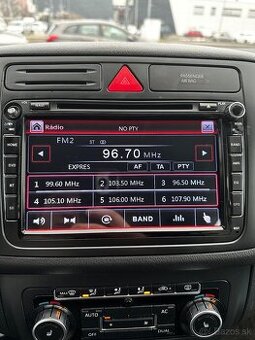 PASSENGER
AIR BAG
Rádio
NO PTY
FM2
ST
96.70 MHz
EXPRES AF TA PTY
1 99.60 MHz 2 103.50 MHz 3 96.50 MHz
4 105.10 MHz 5 106.00 MHz 6 107.90 MHz
BAND
AC